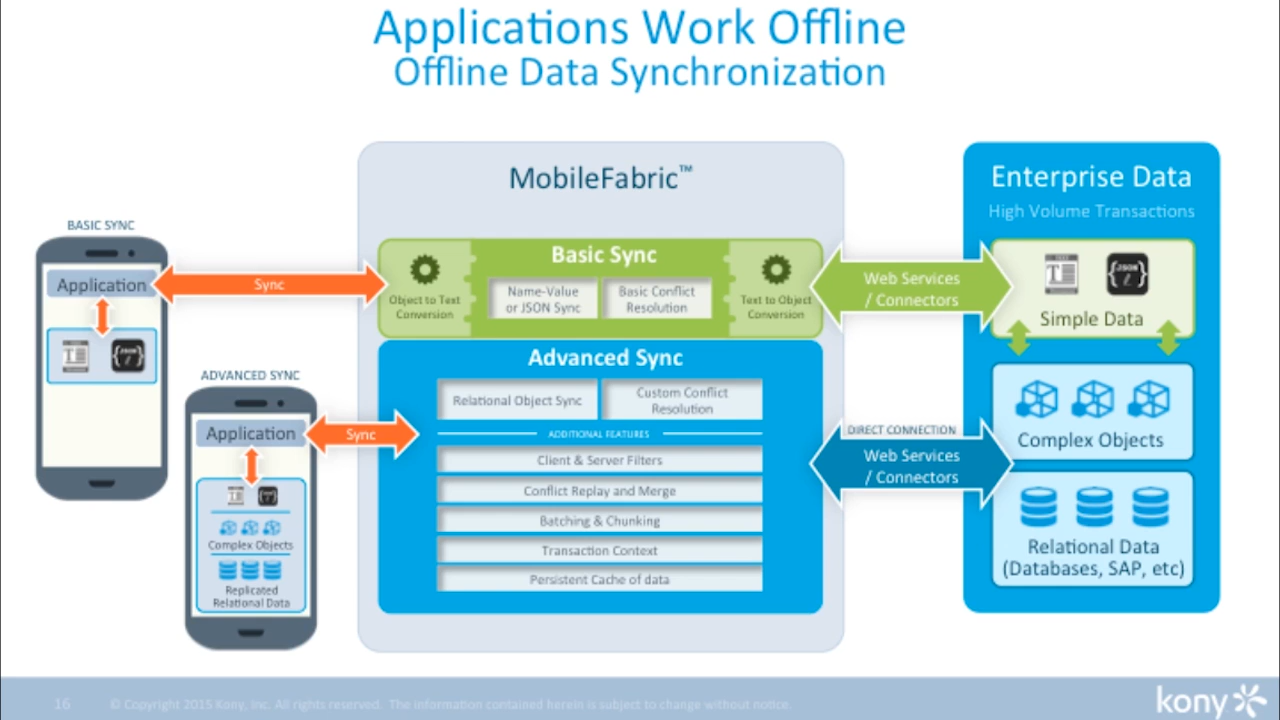 Applications Work Offline
Offline Data Synchronization
BASIC SYNC
Application
ADVANCED SYNC
Application
Complex Objects
Replicated
Relational Data
Sync
Sync
MobileFabric™
Basic Sync
Object to Text
Conversion
Name-Value
or JSON Sync
Basic Conflict
Resolution
Text to Object
Conversion
Advanced Sync
Relational Object Sync
Custom Conflict
Resolution
ADDITIONAL FEATURES
Client & Server Filters
Conflict Replay and Merge
Batching & Chunking
Transaction Context
Persistent Cache of data
Web Services
/ Connectors
DIRECT CONNECTION
Web Services
/ Connectors
Enterprise Data
High Volume Transactions
JSON
Simple Data
Complex Objects
Relational Data
(Databases, SAP, etc)
16
© Copyright 2015 Kony, Inc. All rights reserved. The information contained herein is subject to change without notice.
kony